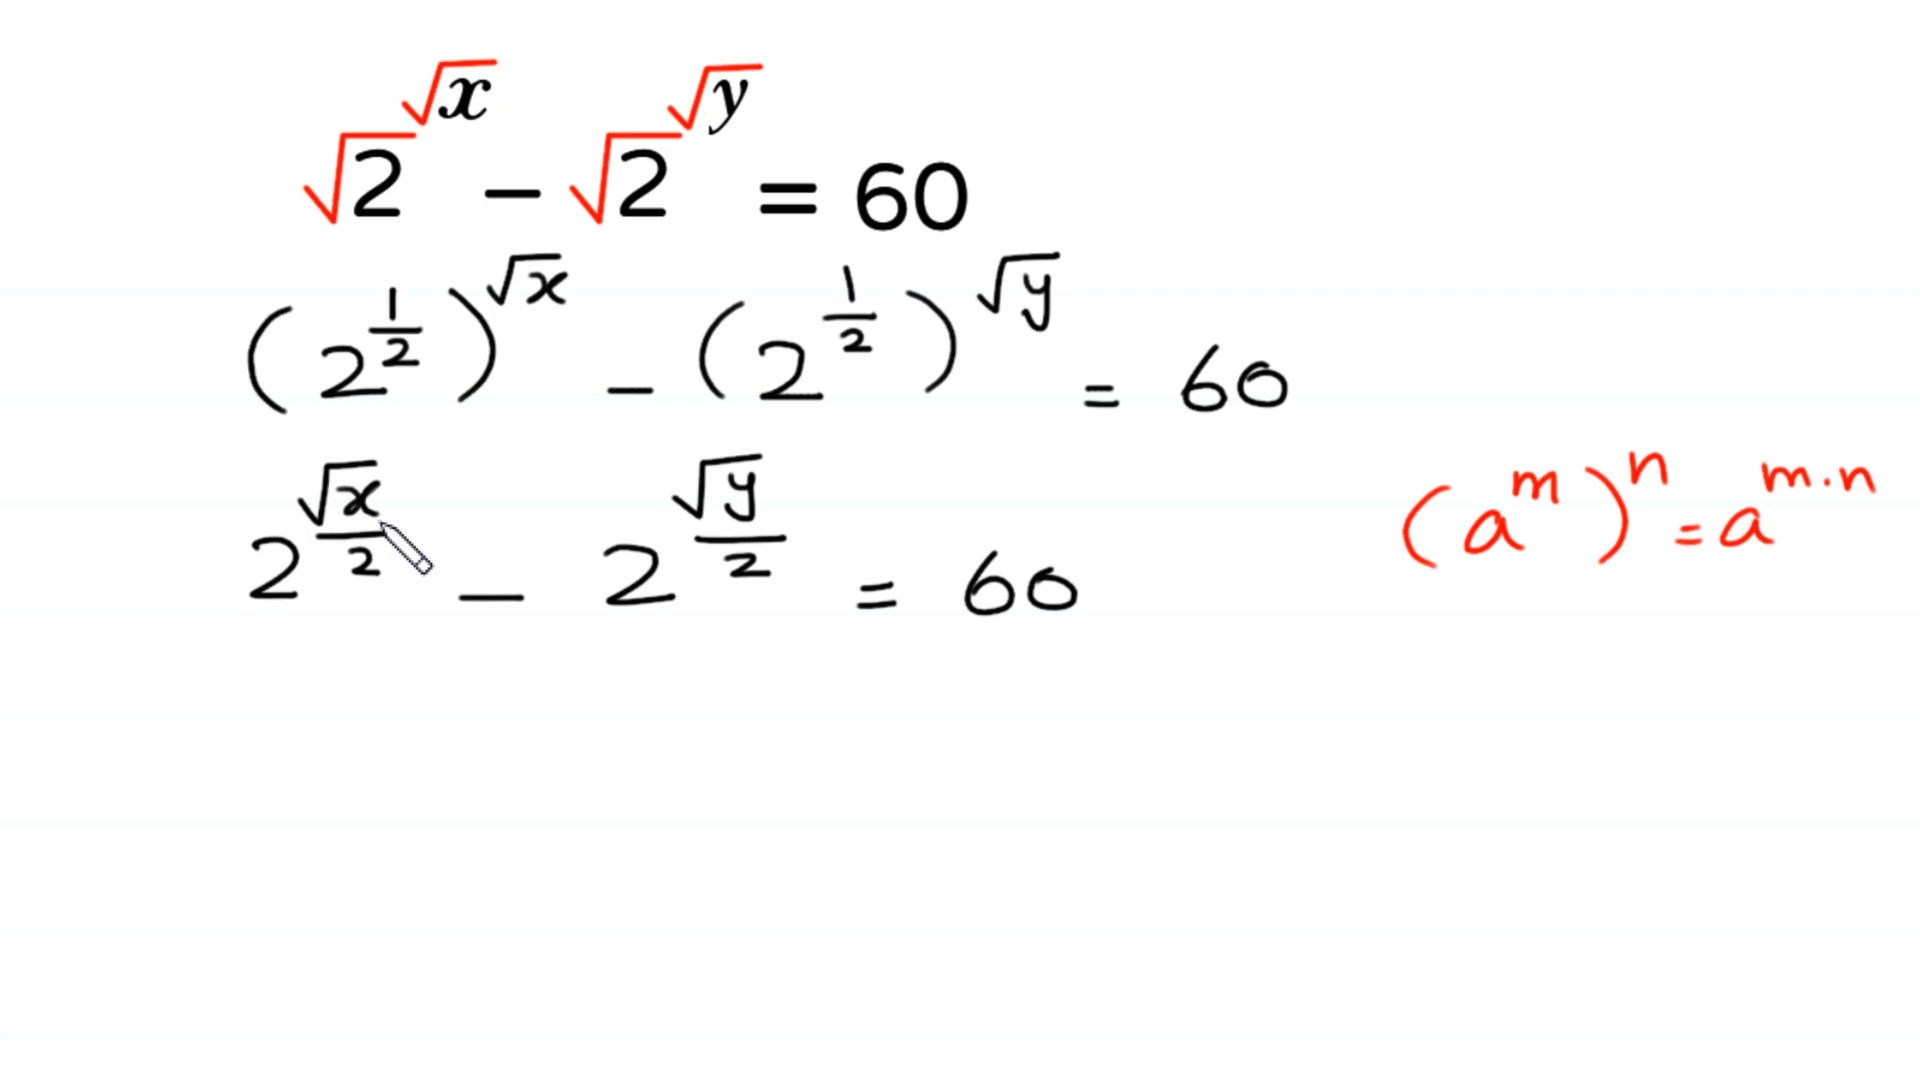 √2^√x − √2^√y = 60
(2^(1/2))^√x − (2^(1/2))^√y = 60
2^(√x/2) − 2^(√y/2) = 60
(a^m)^n = a^(m·n)